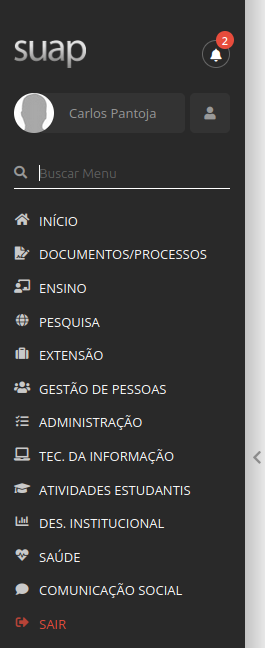 suap
2
Carlos Pantoja
Buscar Menu
INÍCIO
DOCUMENTOS/PROCESSOS
ENSINO
PESQUISA
EXTENSÃO
GESTÃO DE PESSOAS
ADMINISTRAÇÃO
TEC. DA INFORMAÇÃO
ATIVIDADES ESTUDANTIS
DES. INSTITUCIONAL
SAÚDE
COMUNICAÇÃO SOCIAL
SAIR